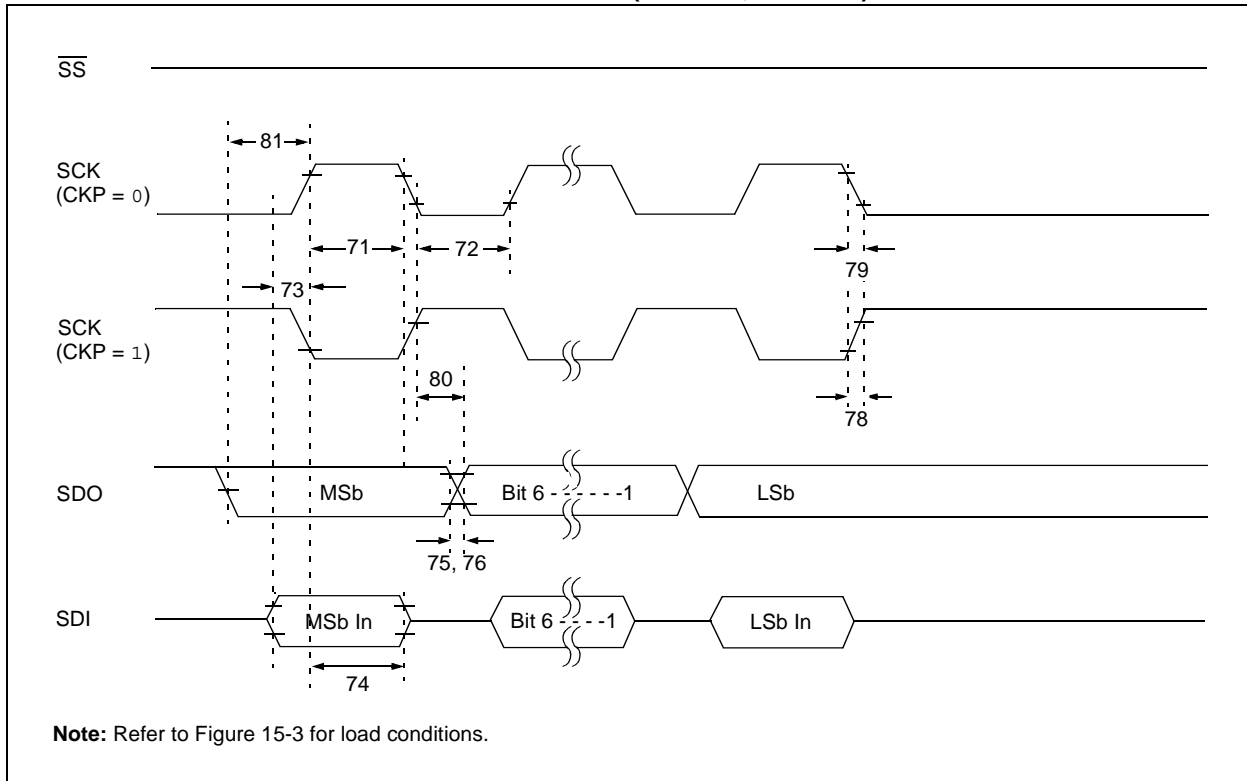 SS
81
SCK
(CKP = 0)
71
72
79
73
SCK
(CKP = 1)
80
78
SDO
MSb
Bit 6 - - - - - - -1
LSb
75, 76
SDI
MSb In
Bit 6 - - - -1
LSb In
74
Note: Refer to Figure 15-3 for load conditions.